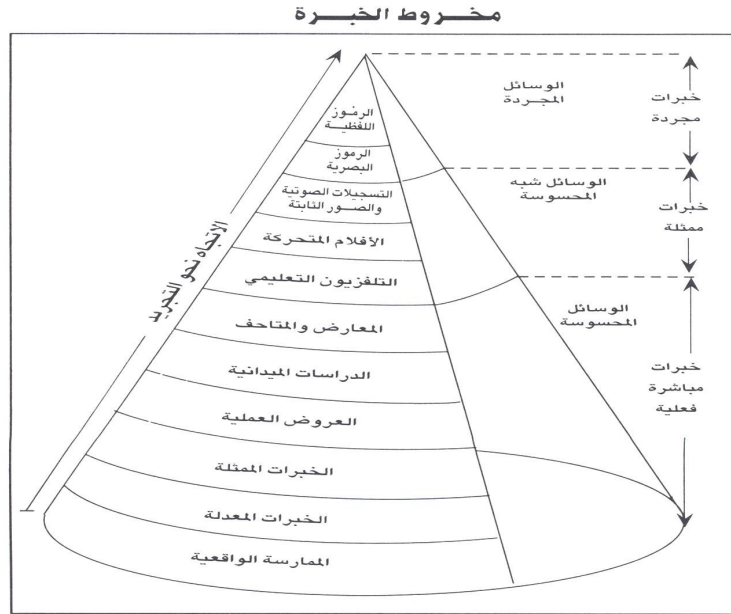 مخروط الخبرة
الرموز
اللفظية
الرموز
البصرية
التسجيلات الصوتية
والصور الثابتة
الأفلام المتحركة
التلفزيون التعليمي
المعارض والمتاحف
الدراسات الميدانية
العروض العملية
الخبرات الممثلة
الخبرات المعدلة
الممارسة الواقعية
الاتجاه نحو التجريد
الوسائل
المجردة
الوسائل شبه
المحسوسة
الوسائل
المحسوسة
خبرات
مجردة
خبرات
ممثلة
خبرات
مباشرة
فعلية